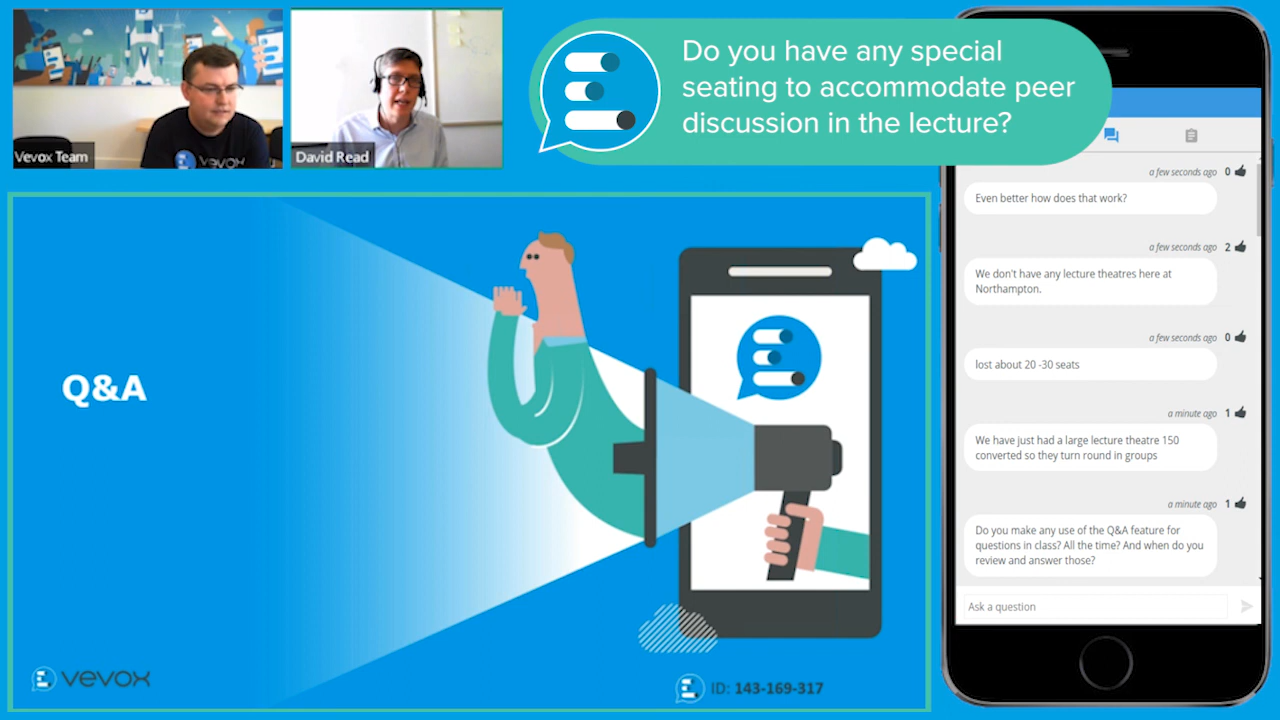 Vevox Team
vevox
David Read
Do you have any special
seating to accommodate peer
discussion in the lecture?
Q&A
vevox
ID: 143-169-317
a few seconds ago 0
Even better how does that work?
a few seconds ago 2
We don't have any lecture theatres here at
Northampton.
a few seconds ago 0
lost about 20 -30 seats
a minute ago 1
We have just had a large lecture theatre 150
converted so they turn round in groups
a minute ago 1
Do you make any use of the Q&A feature for
questions in class? All the time? And when do you
review and answer those?
Ask a question